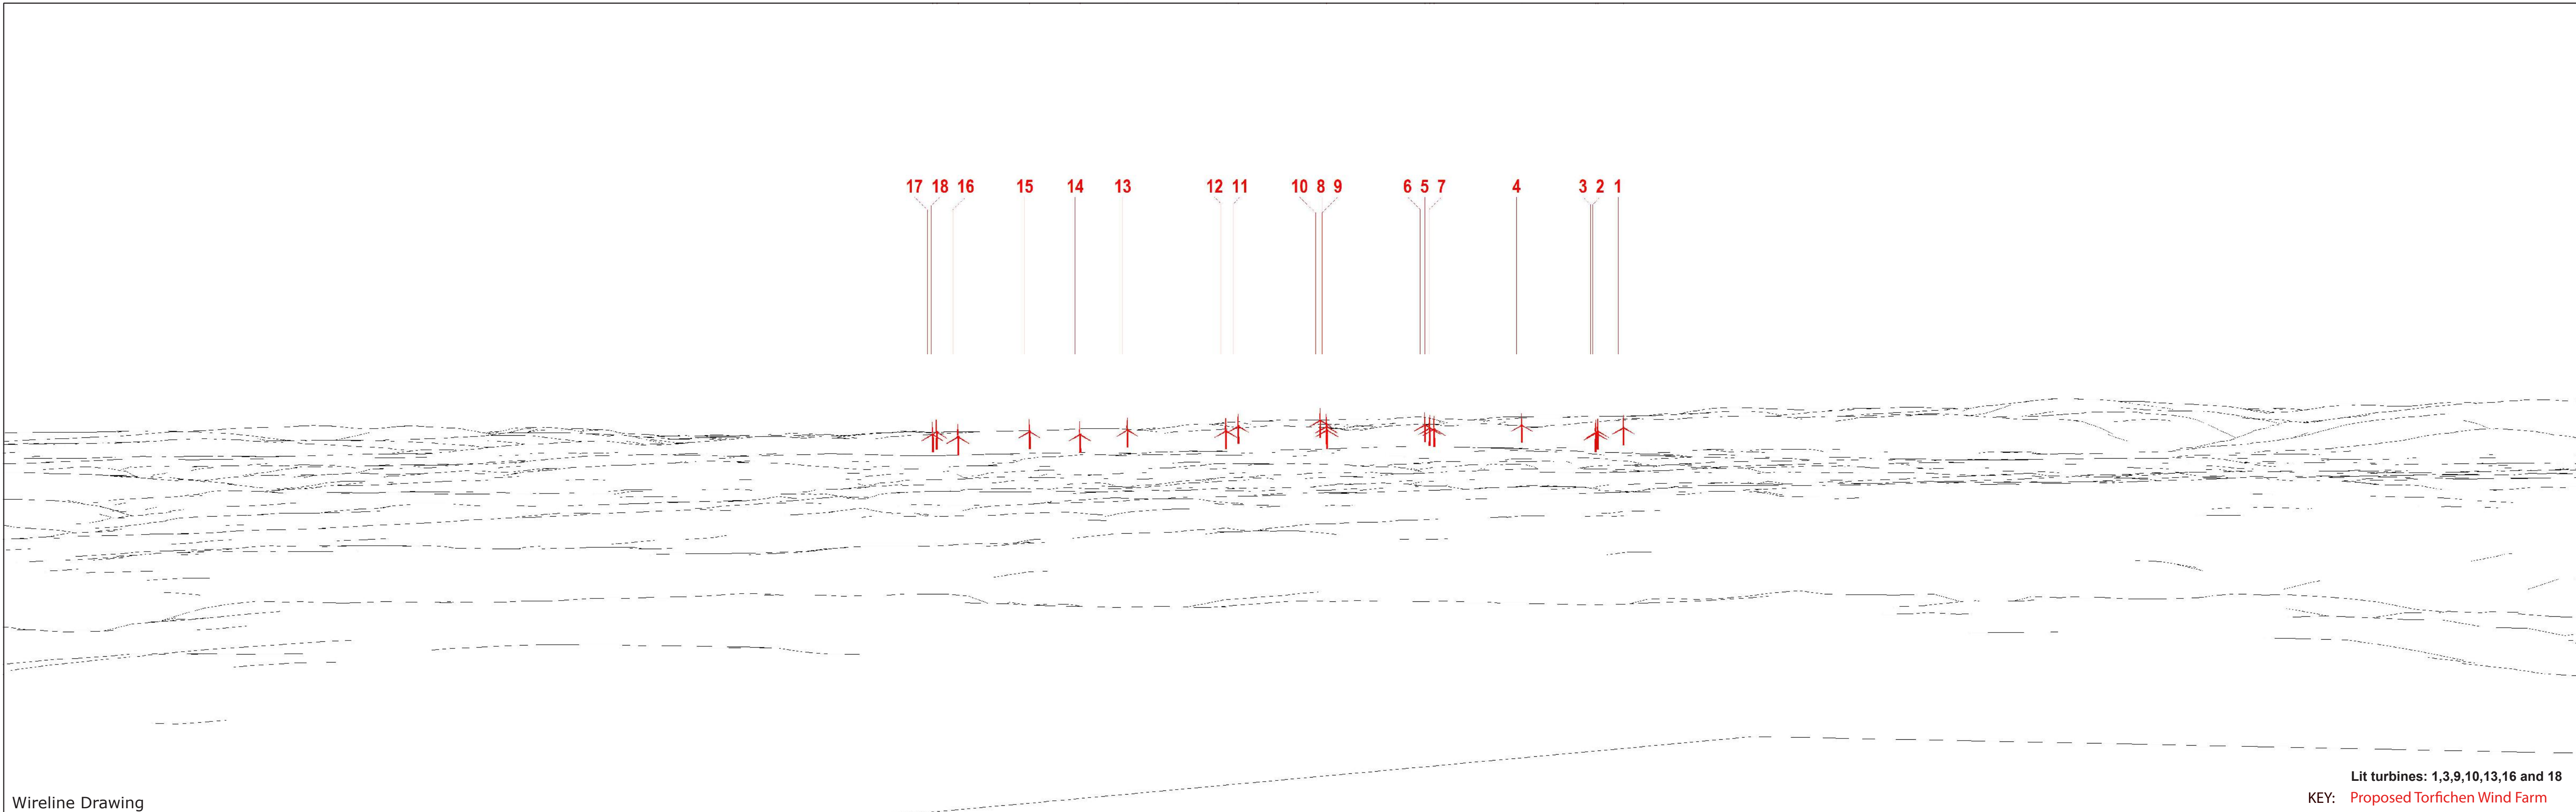 17 18 16 15 14 13 12 11 10 8 9 6 5 7 4 3 2 1
Lit turbines: 1,3,9,10,13,16 and 18
Wireline Drawing
KEY: Proposed Torfichen Wind Farm